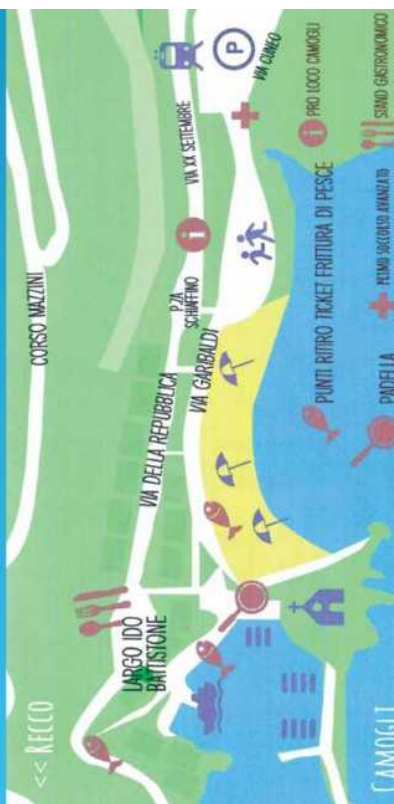 << RECCO
CORSO MAZZINI
LARGO IDO
BATTISTONE
VIA DELLA REPUBBLICA
P.ZA
SCHIAFFINO
VIA XX SETTEMBRE
VIA GARIBALDI
P
VIA CUNEO
i
i PRO LOCO CAMOGLI
PUNTI RITIRO TICKET FRITTURA DI PESCE
STAND GASTRONOMICO
PADELLA
PRIMO SOCCORSO AVANZATO
CAMOGLI